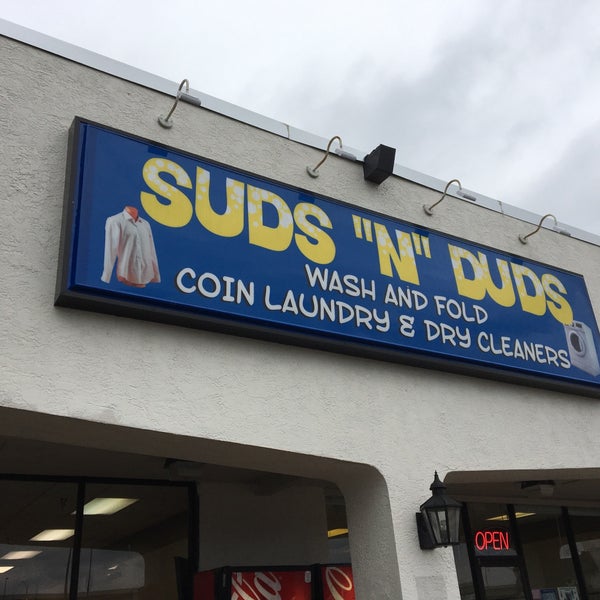 SUDS "N" DUDS
WASH AND FOLD
COIN LAUNDRY & DRY CLEANERS
OPEN